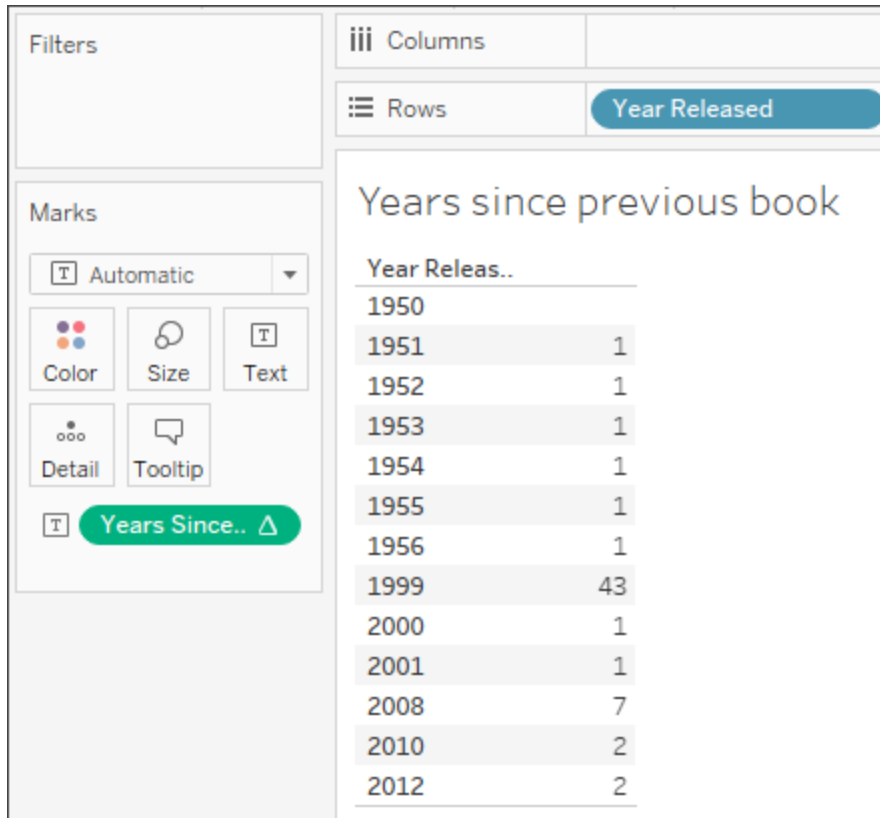 Filters
Columns
Rows
Year Released
Marks
Automatic
Color
Size
Text
Detail
Tooltip
Years Since..
Years since previous book
Year Releas..
1950
1951 1
1952 1
1953 1
1954 1
1955 1
1956 1
1999 43
2000 1
2001 1
2008 7
2010 2
2012 2